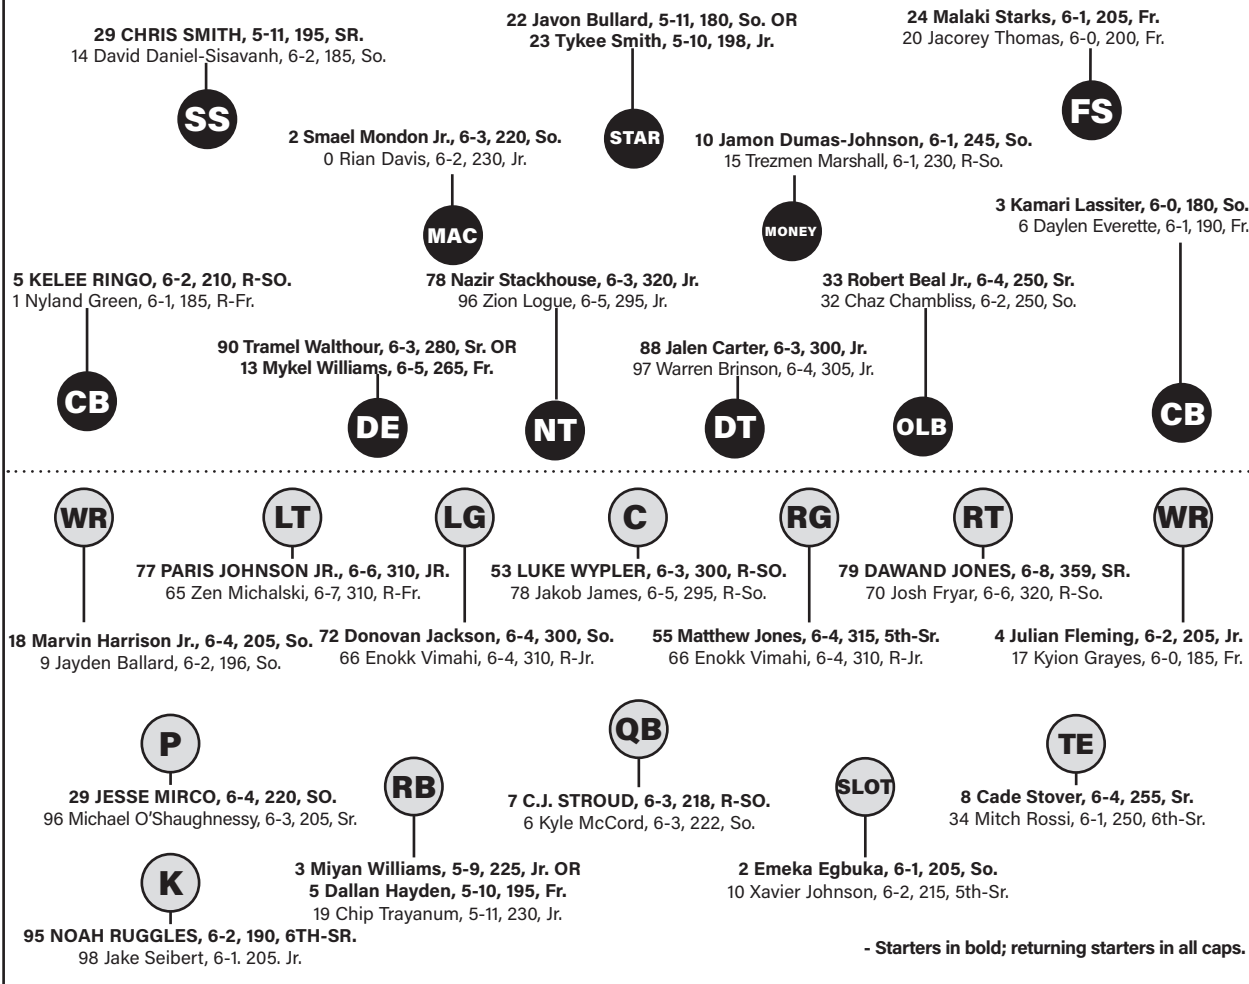 29 CHRIS SMITH, 5-11, 195, SR.
14 David Daniel-Sisavanh, 6-2, 185, So.
SS
22 Javon Bullard, 5-11, 180, So. OR
23 Tykee Smith, 5-10, 198, Jr.
STAR
24 Malaki Starks, 6-1, 205, Fr.
20 Jacorey Thomas, 6-0, 200, Fr.
FS
2 Smael Mondon Jr., 6-3, 220, So.
0 Rian Davis, 6-2, 230, Jr.
MAC
10 Jamon Dumas-Johnson, 6-1, 245, So.
15 Trezmen Marshall, 6-1, 230, R-So.
MONEY
3 Kamari Lassiter, 6-0, 180, So.
6 Daylen Everette, 6-1, 190, Fr.
CB
5 KELEE RINGO, 6-2, 210, R-SO.
1 Nyland Green, 6-1, 185, R-Fr.
CB
78 Nazir Stackhouse, 6-3, 320, Jr.
96 Zion Logue, 6-5, 295, Jr.
NT
33 Robert Beal Jr., 6-4, 250, Sr.
32 Chaz Chambliss, 6-2, 250, So.
OLB
90 Tramel Walthour, 6-3, 280, Sr. OR
13 Mykel Williams, 6-5, 265, Fr.
DE
88 Jalen Carter, 6-3, 300, Jr.
97 Warren Brinson, 6-4, 305, Jr.
DT
WR
18 Marvin Harrison Jr., 6-4, 205, So.
9 Jayden Ballard, 6-2, 196, So.
LT
77 PARIS JOHNSON JR., 6-6, 310, JR.
65 Zen Michalski, 6-7, 310, R-Fr.
LG
72 Donovan Jackson, 6-4, 300, So.
66 Enokk Vimahi, 6-4, 310, R-Jr.
C
53 LUKE WYPLER, 6-3, 300, R-SO.
78 Jakob James, 6-5, 295, R-So.
RG
55 Matthew Jones, 6-4, 315, 5th-Sr.
66 Enokk Vimahi, 6-4, 310, R-Jr.
RT
79 DAWAND JONES, 6-8, 359, SR.
70 Josh Fryar, 6-6, 320, R-So.
WR
4 Julian Fleming, 6-2, 205, Jr.
17 Kyion Grayes, 6-0, 185, Fr.
P
29 JESSE MIRCO, 6-4, 220, SO.
96 Michael O'Shaughnessy, 6-3, 205, Sr.
RB
3 Miyan Williams, 5-9, 225, Jr. OR
5 Dallan Hayden, 5-10, 195, Fr.
19 Chip Trayanum, 5-11, 230, Jr.
QB
7 C.J. STROUD, 6-3, 218, R-SO.
6 Kyle McCord, 6-3, 222, So.
SLOT
2 Emeka Egbuka, 6-1, 205, So.
10 Xavier Johnson, 6-2, 215, 5th-Sr.
TE
8 Cade Stover, 6-4, 255, Sr.
34 Mitch Rossi, 6-1, 250, 6th-Sr.
K
95 NOAH RUGGLES, 6-2, 190, 6TH-SR.
98 Jake Seibert, 6-1. 205. Jr.
- Starters in bold; returning starters in all caps.